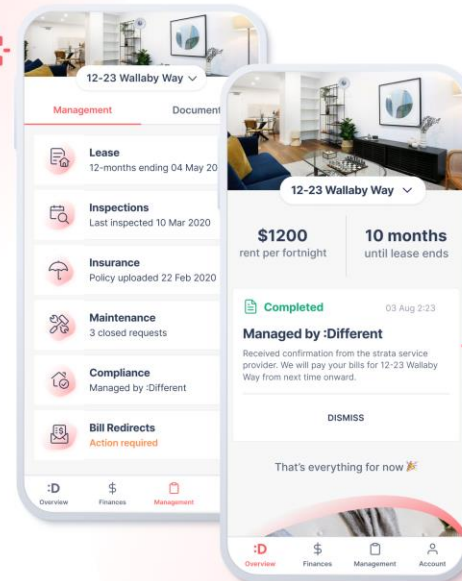 12-23 Wallaby Way
Management
Document
Lease
12-months ending 04 May 20
Inspections
Last inspected 10 Mar 2020
Insurance
Policy uploaded 22 Feb 2020
Maintenance
3 closed requests
Compliance
Managed by :Different
Bill Redirects
Action required
:D
Overview
$
Finances
Management
12-23 Wallaby Way
$1200
rent per fortnight
10 months
until lease ends
Completed
03 Aug 2:23
Managed by :Different
Received confirmation from the strata service
provider. We will pay your bills for 12-23 Wallaby
Way from next time onward.
DISMISS
That's everything for now 🎉
:D
Overview
$
Finances
Management
Account